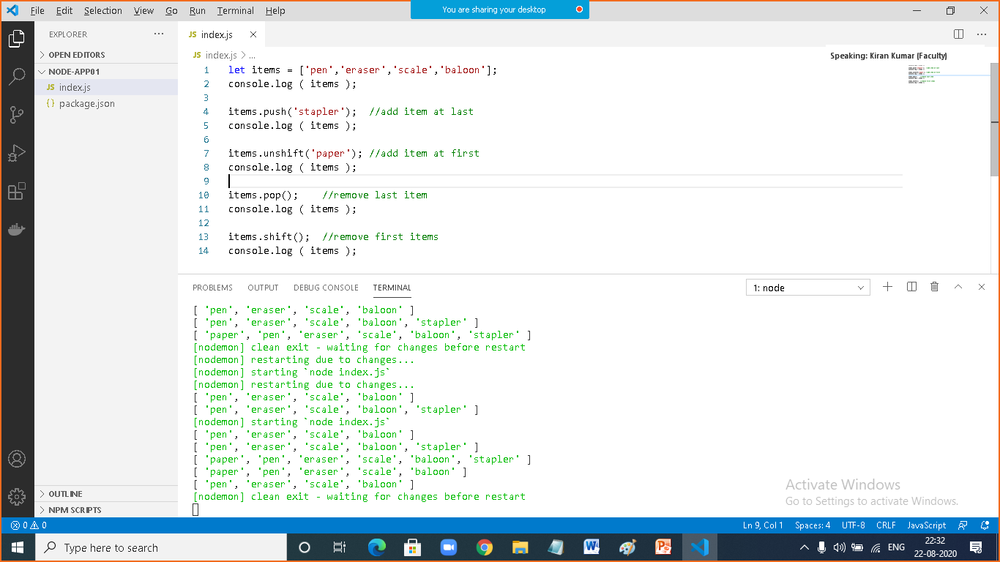 File Edit Selection View Go Run Terminal Help
You are sharing your desktop
EXPLORER
OPEN EDITORS
NODE-APP01
JS index.js
{} package.json
OUTLINE
NPM SCRIPTS
JS index.js
JS index.js > ...
Speaking: Kiran Kumar (Faculty)
1 let items = ['pen','eraser','scale','baloon'];
2 console.log ( items );
3
4 items.push('stapler'); //add item at last
5 console.log ( items );
6
7 items.unshift('paper'); //add item at first
8 console.log ( items );
9
10 items.pop(); //remove last item
11 console.log ( items );
12
13 items.shift(); //remove first items
14 console.log ( items );
PROBLEMS OUTPUT DEBUG CONSOLE TERMINAL
1: node
[ 'pen', 'eraser', 'scale', 'baloon' ]
[ 'pen', 'eraser', 'scale', 'baloon', 'stapler' ]
[ 'paper', 'pen', 'eraser', 'scale', 'baloon', 'stapler' ]
[nodemon] clean exit - waiting for changes before restart
[nodemon] restarting due to changes...
[nodemon] starting `node index.js`
[nodemon] restarting due to changes...
[ 'pen', 'eraser', 'scale', 'baloon' ]
[ 'pen', 'eraser', 'scale', 'baloon', 'stapler' ]
[nodemon] starting `node index.js`
[ 'pen', 'eraser', 'scale', 'baloon' ]
[ 'pen', 'eraser', 'scale', 'baloon', 'stapler' ]
[ 'paper', 'pen', 'eraser', 'scale', 'baloon', 'stapler' ]
[ 'paper', 'pen', 'eraser', 'scale', 'baloon' ]
[ 'pen', 'eraser', 'scale', 'baloon' ]
[nodemon] clean exit - waiting for changes before restart
Activate Windows
Go to Settings to activate Windows.
0 0
Ln 9, Col 1 Spaces: 4 UTF-8 CRLF JavaScript
Type here to search
ENG
22:32
22-08-2020